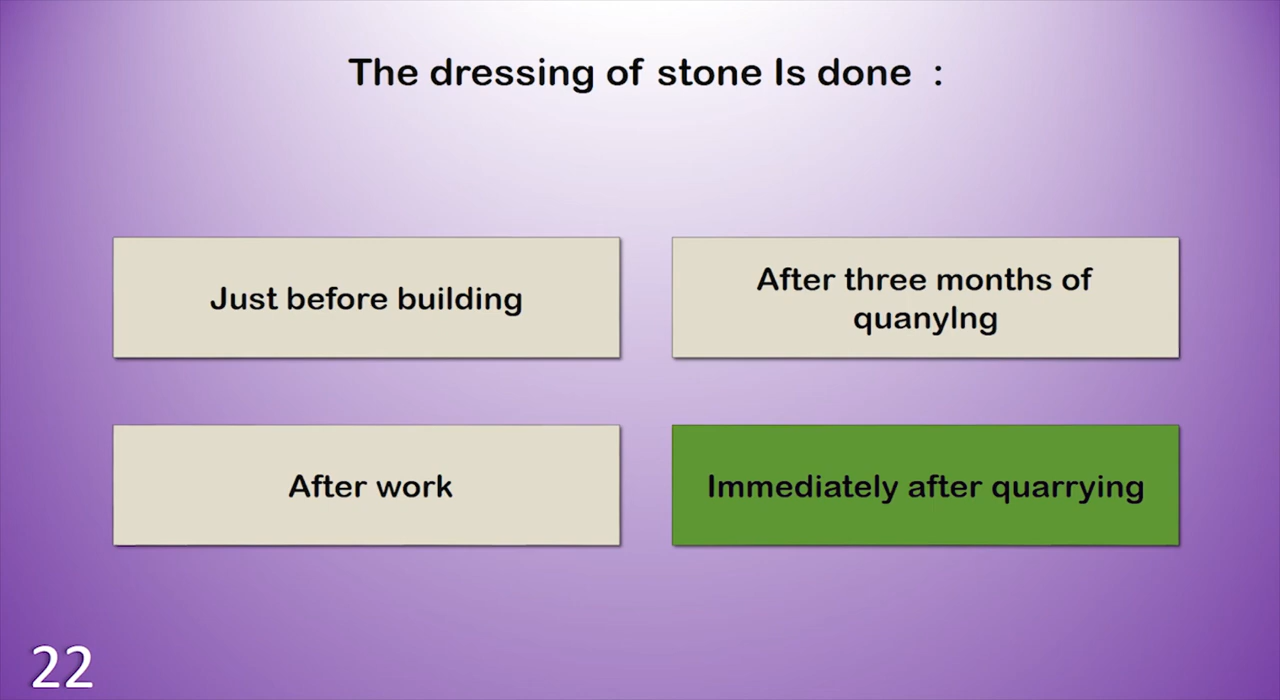 The dressing of stone Is done :
Just before building
After three months of
quanyIng
After work
Immediately after quarrying
22